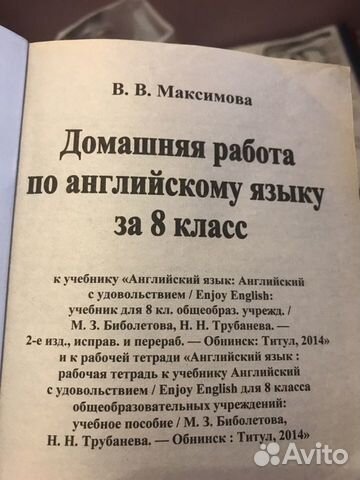 В. В. Максимова
Домашняя работа
по английскому языку
за 8 класс
к учебнику «Английский язык: Английский
с удовольствием / Enjoy English:
учебник для 8 кл. общеобраз. учрежд. /
М. З. Биболетова, Н. Н. Трубанева. —
2-е изд., исправ. и перераб. — Обнинск: Титул, 2014»
и к рабочей тетради «Английский язык :
рабочая тетрадь к учебнику Английский
с удовольствием / Enjoy English для 8 класса
общеобразовательных учреждений:
учебное пособие / М. З. Биболетова,
Н. Н. Трубанева. — Обнинск : Титул, 2014»
Avito